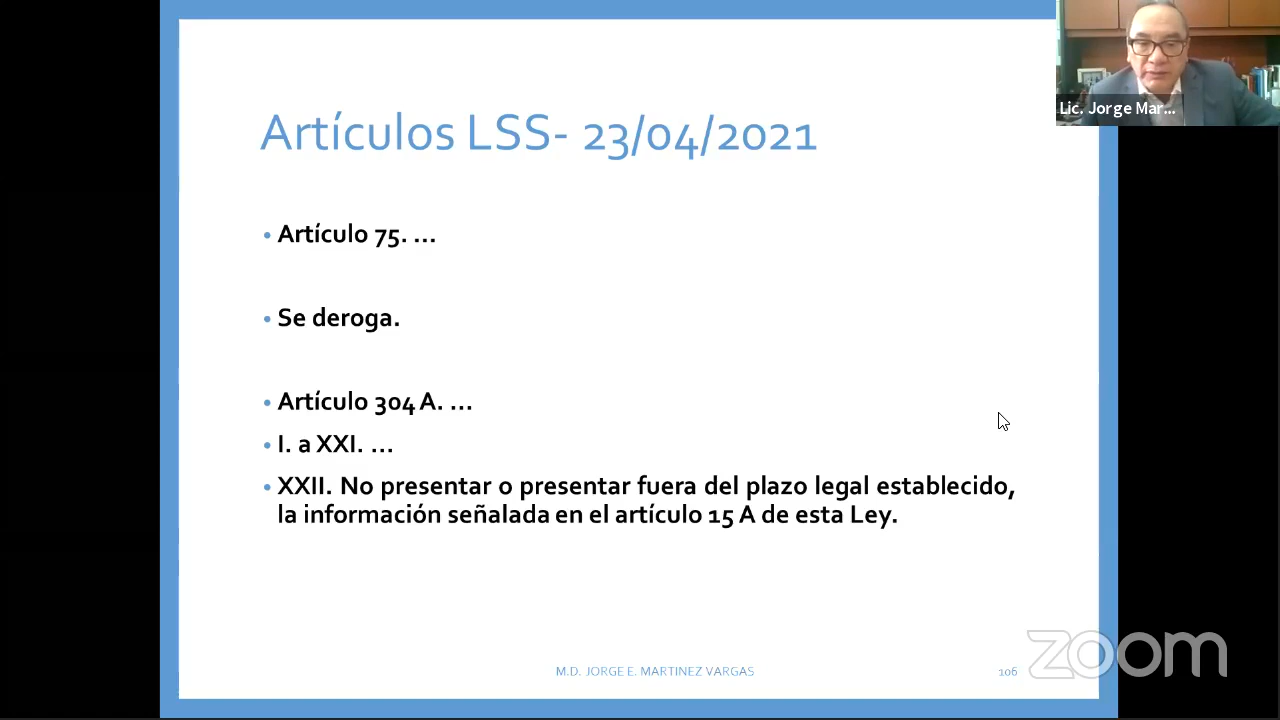 Lic. Jorge Mar...
Artículos LSS- 23/04/2021
• Artículo 75. ...
• Se deroga.
• Artículo 304 A. ...
• I. a XXI. ...
• XXII. No presentar o presentar fuera del plazo legal establecido,
la información señalada en el artículo 15 A de esta Ley.
M.D. JORGE E. MARTINEZ VARGAS
106
zoom